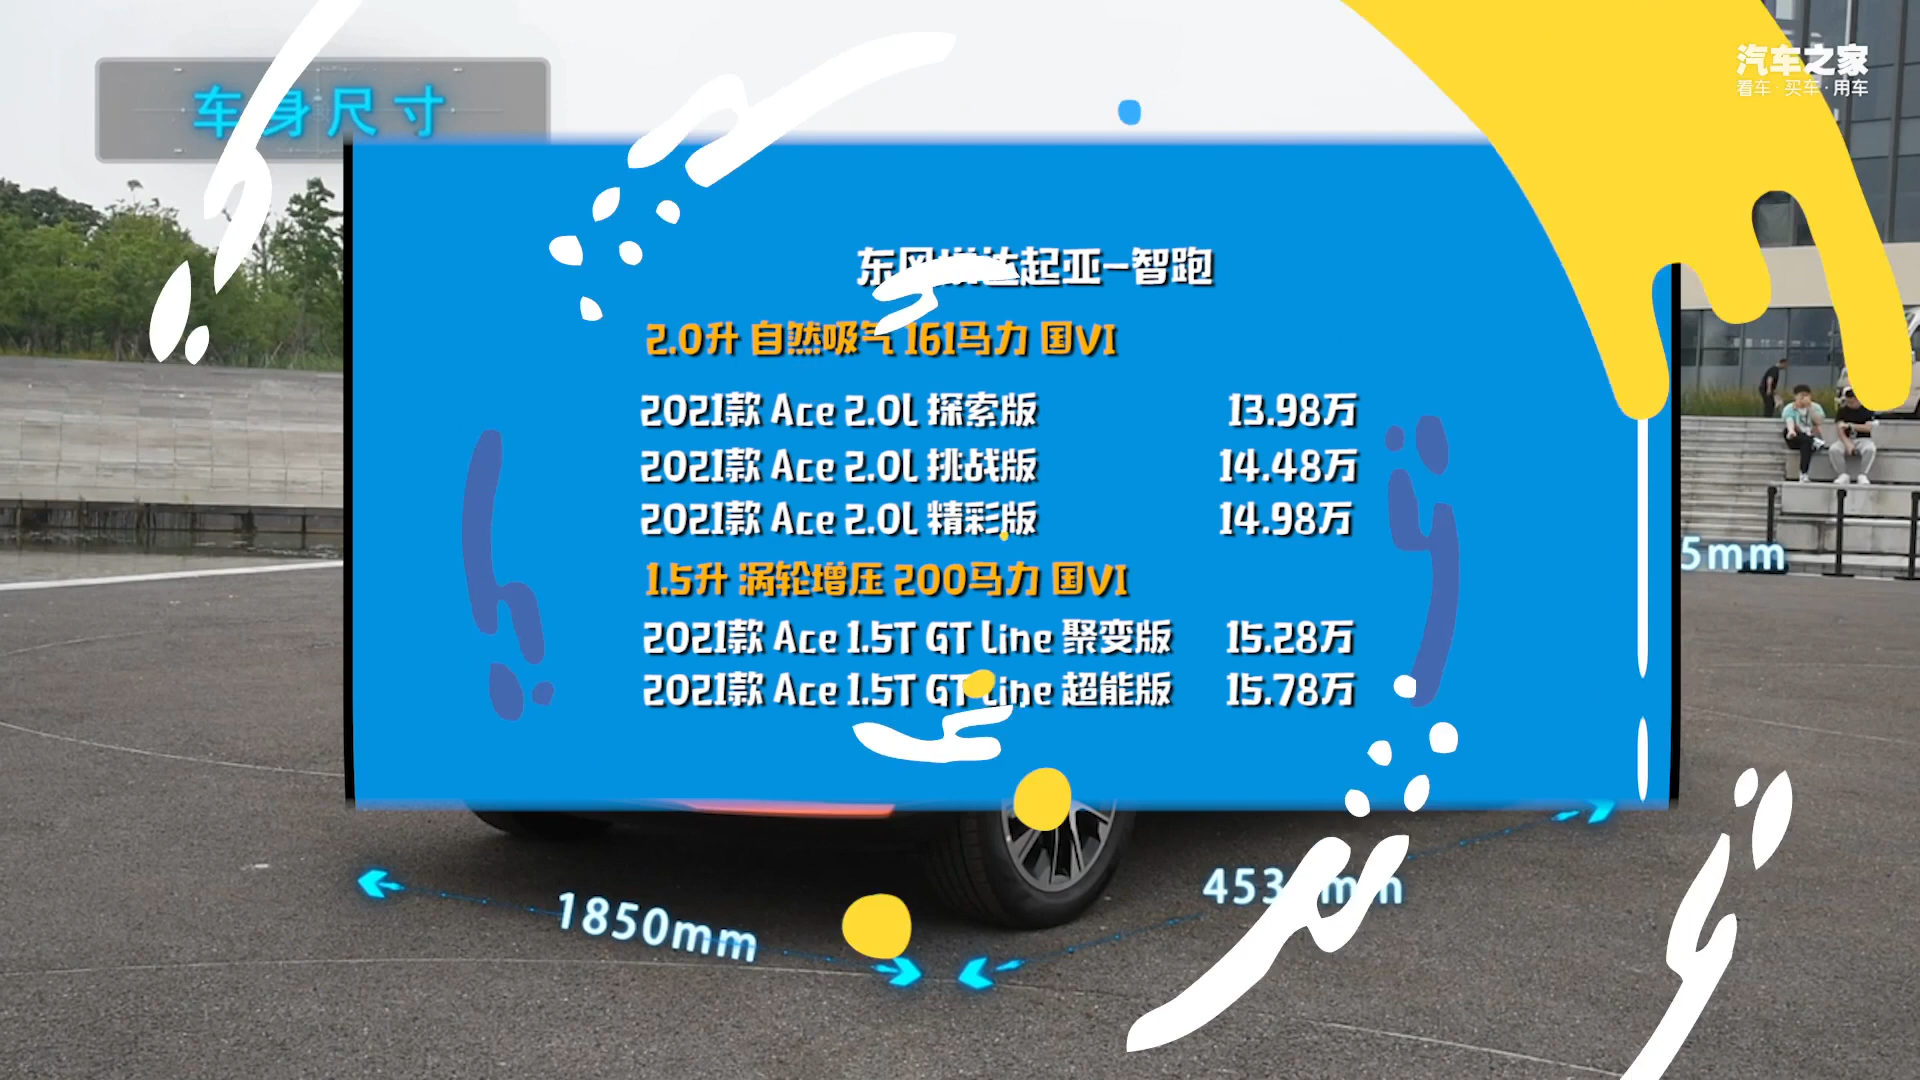 汽车之家
看车·买车·用车
车身尺寸
东风悦达起亚-智跑
2.0升 自然吸气 161马力 国VI
2021款 Ace 2.0L 探索版 13.98万
2021款 Ace 2.0L 挑战版 14.48万
2021款 Ace 2.0L 精彩版 14.98万
5mm
1.5升 涡轮增压 200马力 国VI
2021款 Ace 1.5T GT Line 聚变版 15.28万
2021款 Ace 1.5T GT Line 超能版 15.78万
1850mm